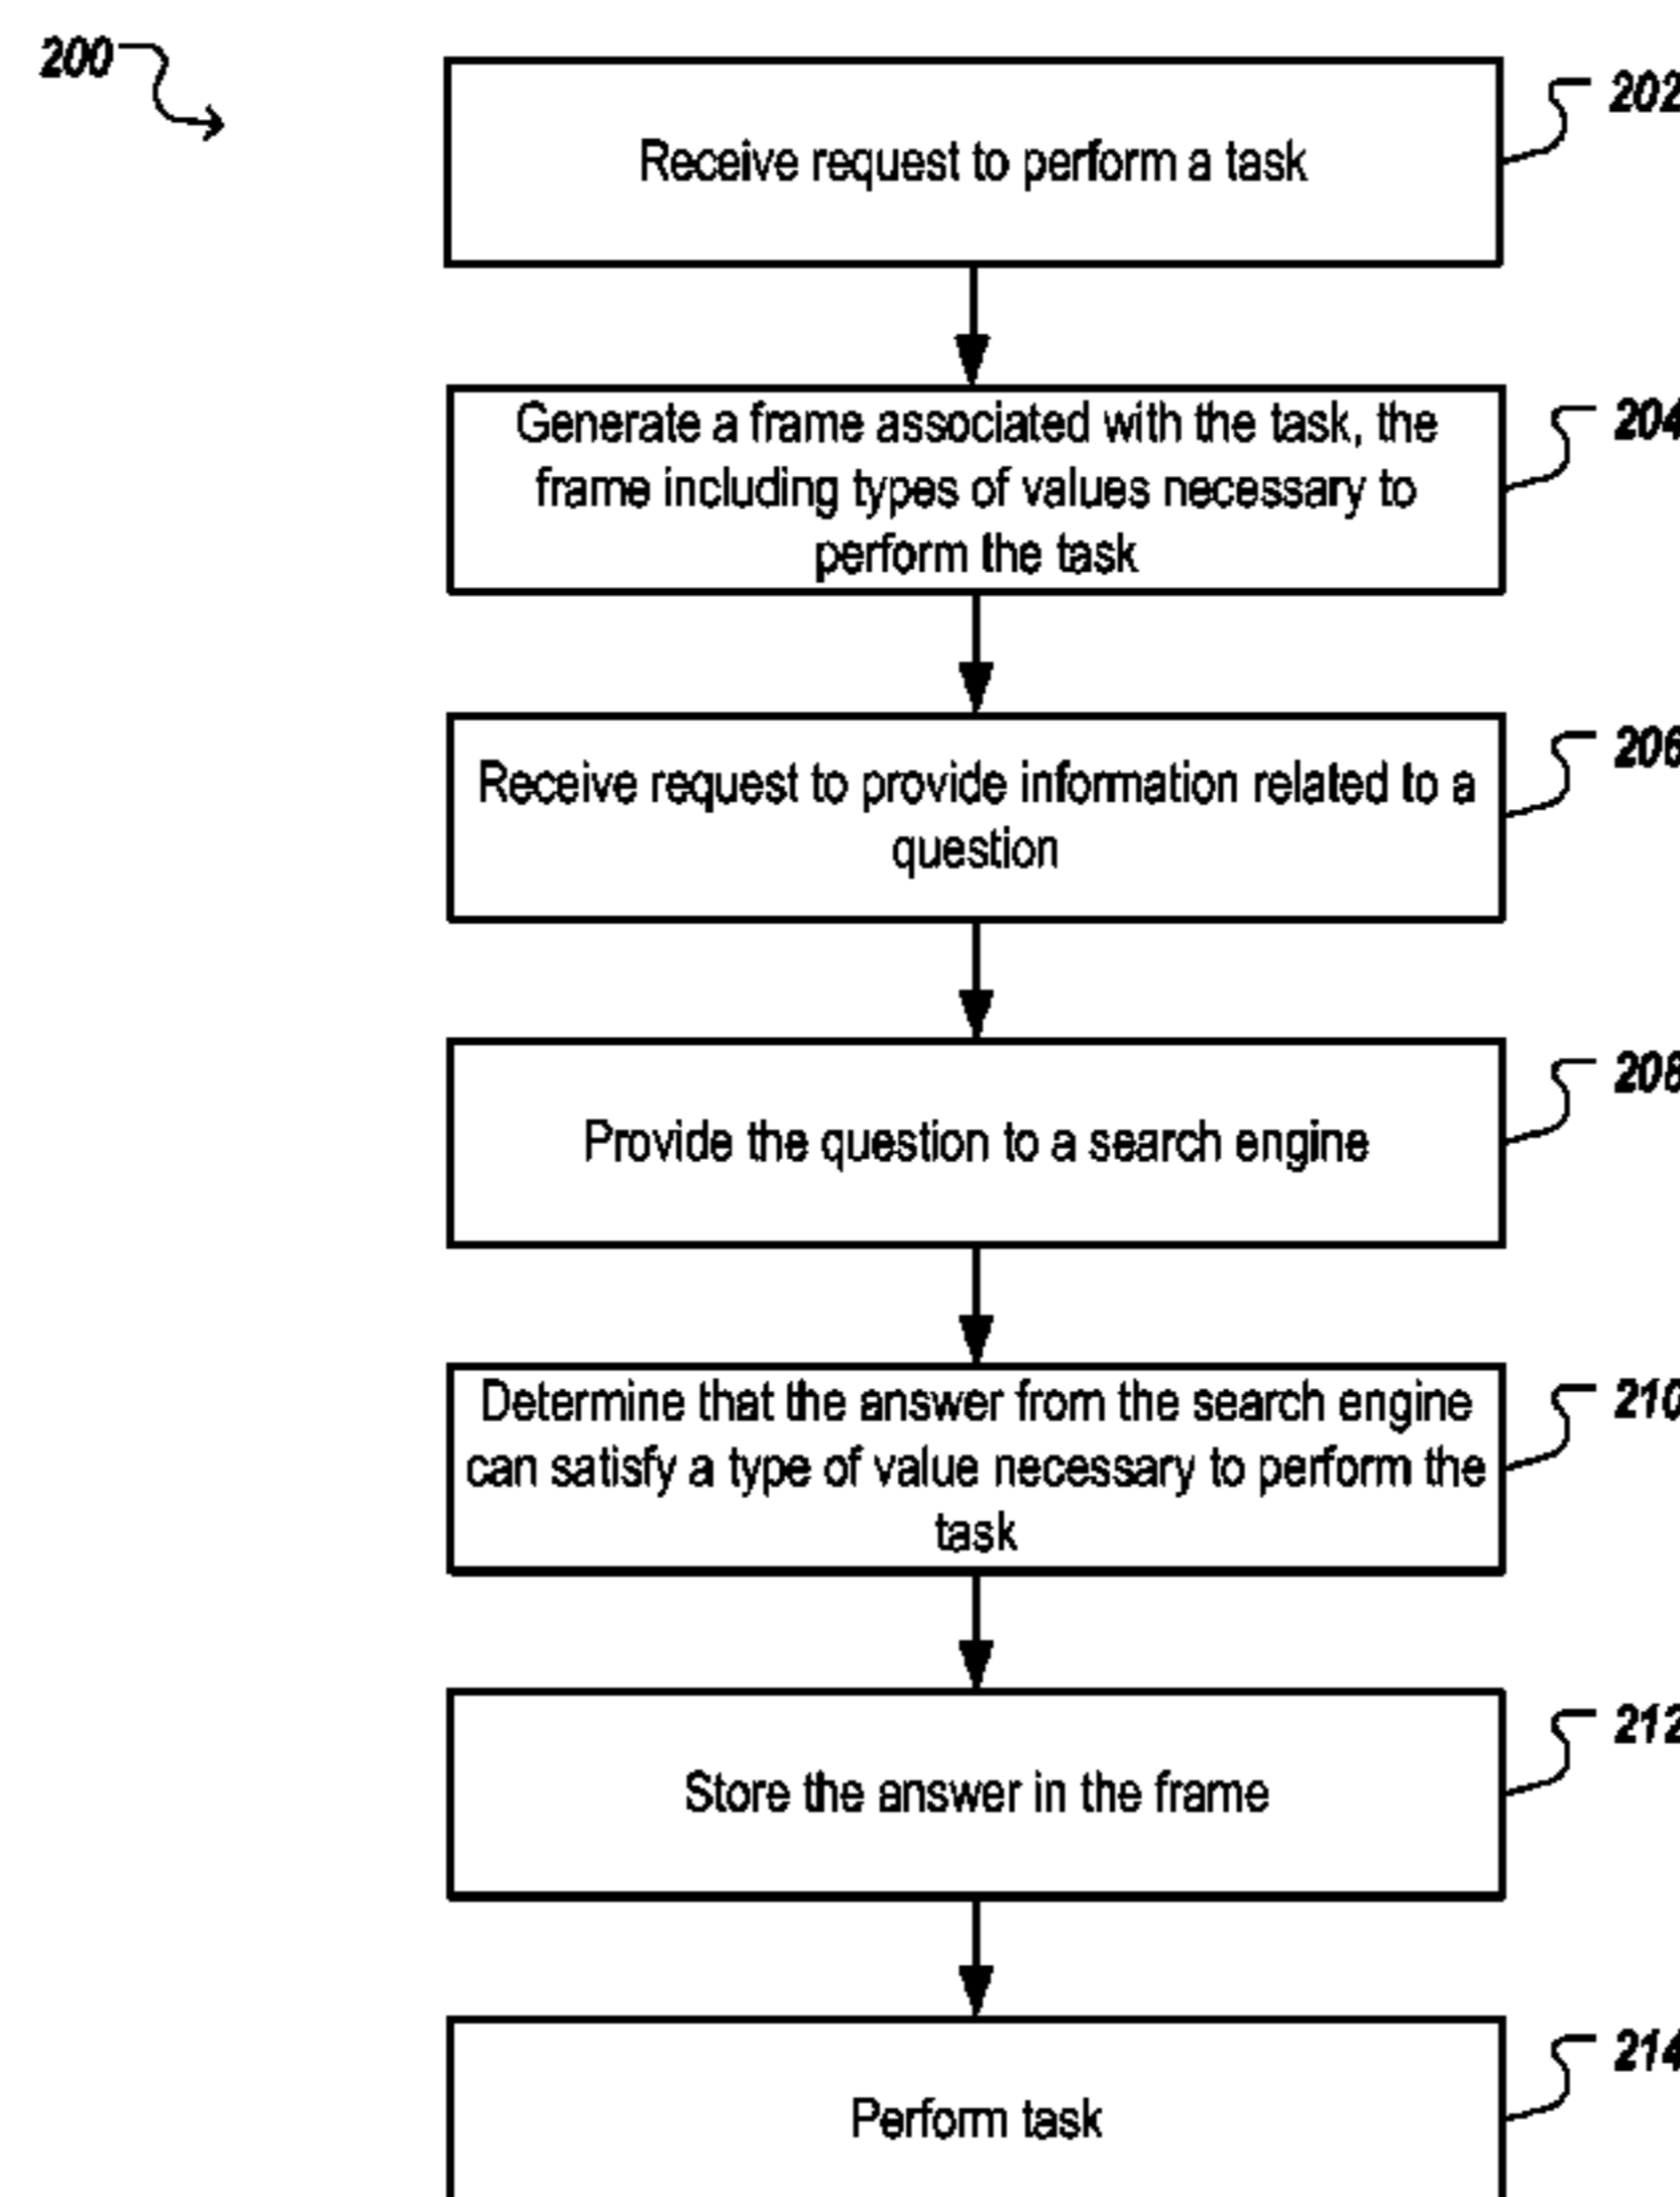 200
202
Receive request to perform a task
204
Generate a frame associated with the task, the
frame including types of values necessary to
perform the task
206
Receive request to provide information related to a
question
208
Provide the question to a search engine
210
Determine that the answer from the search engine
can satisfy a type of value necessary to perform the
task
212
Store the answer in the frame
214
Perform task